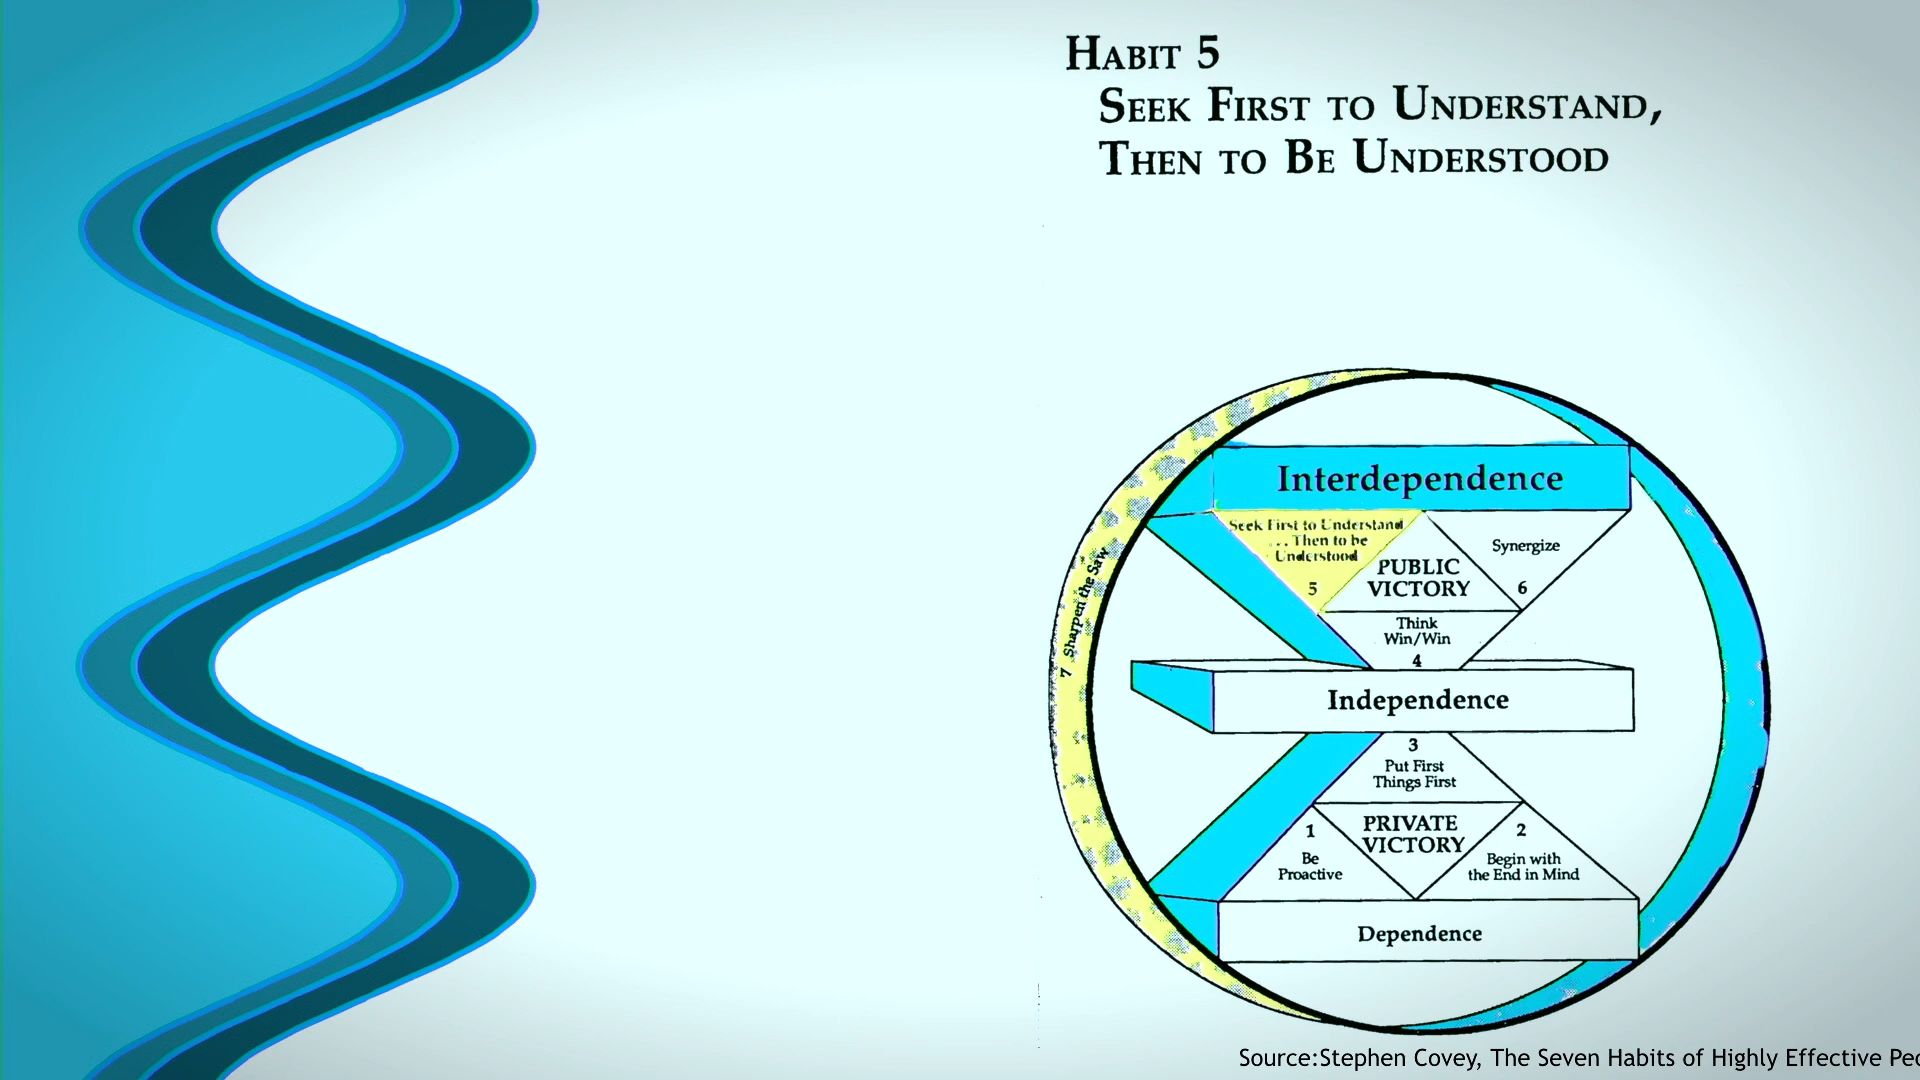 HABIT 5
SEEK FIRST TO UNDERSTAND,
THEN TO BE UNDERSTOOD
Interdependence
Seek First to Understand
... Then to be
Understood
5
PUBLIC
VICTORY
Synergize
6
Think
Win/Win
4
7 Sharpen the Saw
Independence
3
Put First
Things First
PRIVATE
VICTORY
1
Be
Proactive
2
Begin with
the End in Mind
Dependence
Source:Stephen Covey, The Seven Habits of Highly Effective